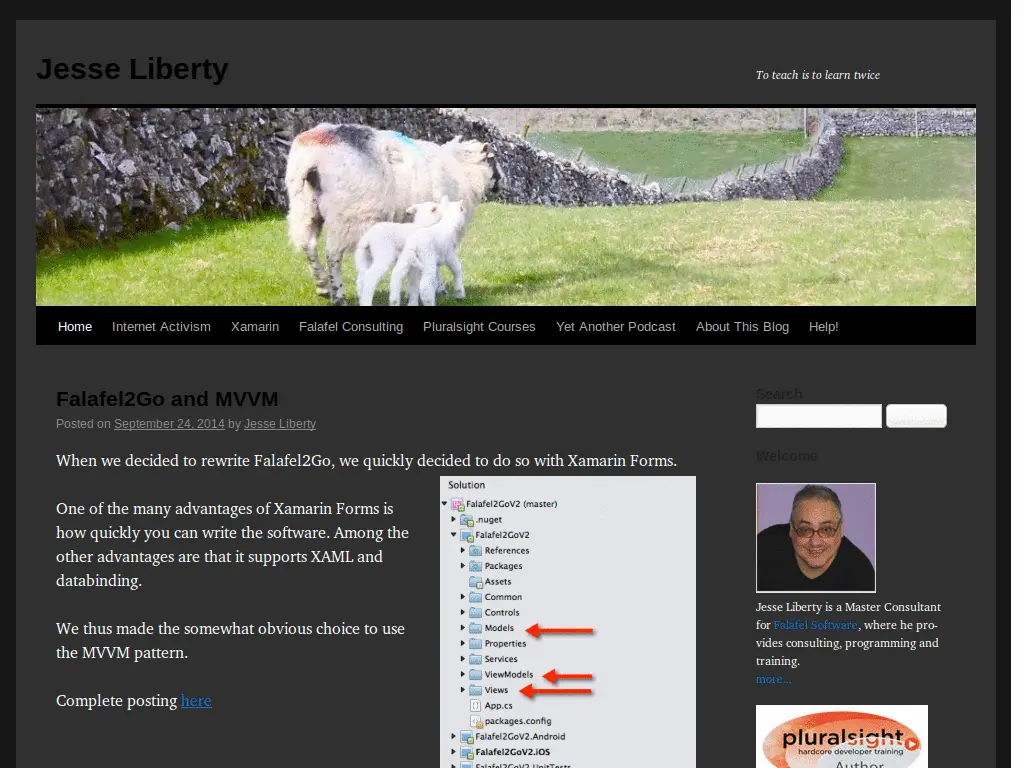 Jesse Liberty
To teach is to learn twice
Home Internet Activism Xamarin Falafel Consulting Pluralsight Courses Yet Another Podcast About This Blog Help!
Falafel2Go and MVVM
Posted on September 24, 2014 by Jesse Liberty
When we decided to rewrite Falafel2Go, we quickly decided to do so with Xamarin Forms.
One of the many advantages of Xamarin Forms is
how quickly you can write the software. Among the
other advantages are that it supports XAML and
databinding.
We thus made the somewhat obvious choice to use
the MVVM pattern.
Complete posting here
Solution
Falafel2GoV2 (master)
.nuget
Falafel2GoV2
References
Packages
Assets
Common
Controls
Models
Properties
Services
ViewModels
Views
App.cs
packages.config
Falafel2GoV2.Android
Falafel2GoV2.iOS
Falafel2GoV2.UnitTests
Search
Welcome
Jesse Liberty is a Master Consultant
for Falafel Software, where he pro-
vides consulting, programming and
training.
more...
pluralsight
hardcore developer training
Author